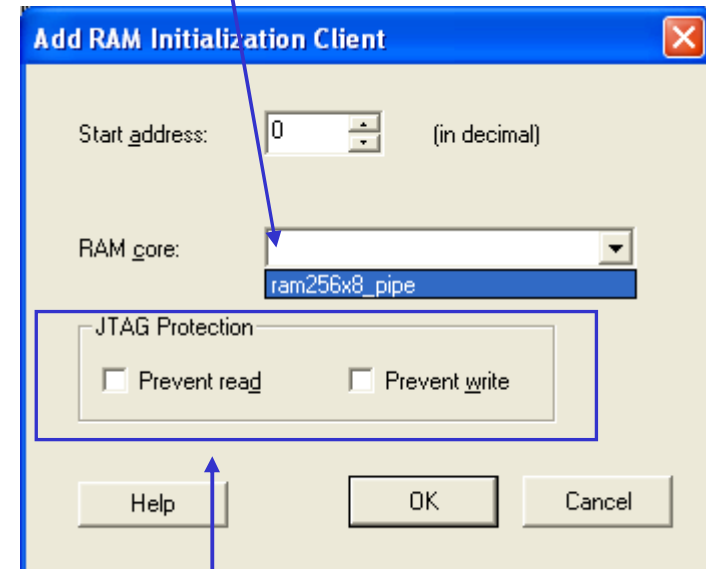 Add RAM Initialization Client
Start address: 0 (in decimal)
RAM core:
ram256x8_pipe
JTAG Protection
Prevent read Prevent write
Help OK Cancel